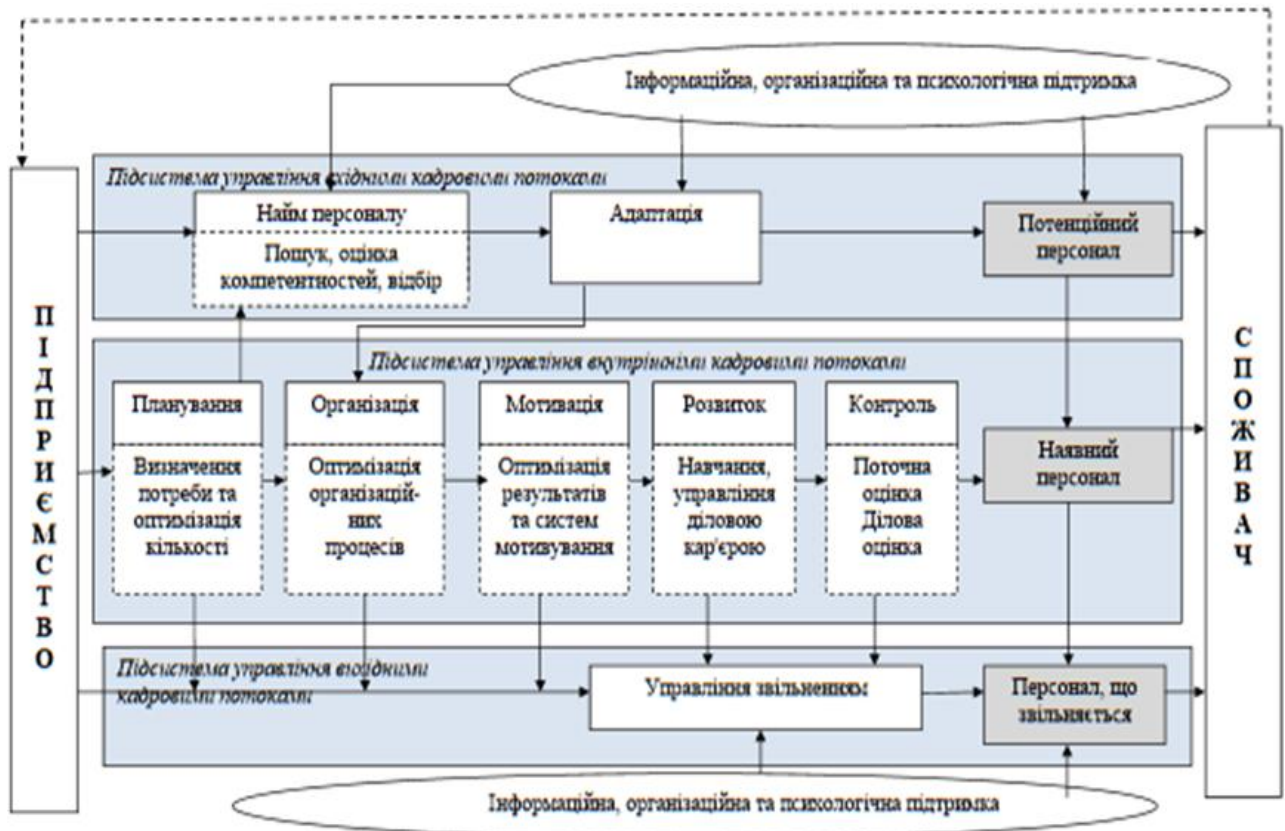 Інформаційна, організаційна та психологічна підтримка
Підсистема управління вхідними кадровими потоками
Найм персоналу
Пошук, оцінка
компетентностей, відбір
Адаптація
Потенційний
персонал
ПІДПРИЄМСТВО
СПОЖИВАЧ
Підсистема управління внутрішніми кадровими потоками
Планування
Визначення
потреби та
оптимізація
кількості
Організація
Оптимізація
організацій-
них
процесів
Мотивація
Оптимізація
результатів
та систем
мотивування
Розвиток
Навчання,
управління
діловою
кар'єрою
Контроль
Поточна
оцінка
Ділова
оцінка
Наявний
персонал
Підсистема управління вихідними
кадровими потоками
Управління звільненням
Персонал, що
звільняється
Інформаційна, організаційна та психологічна підтримка